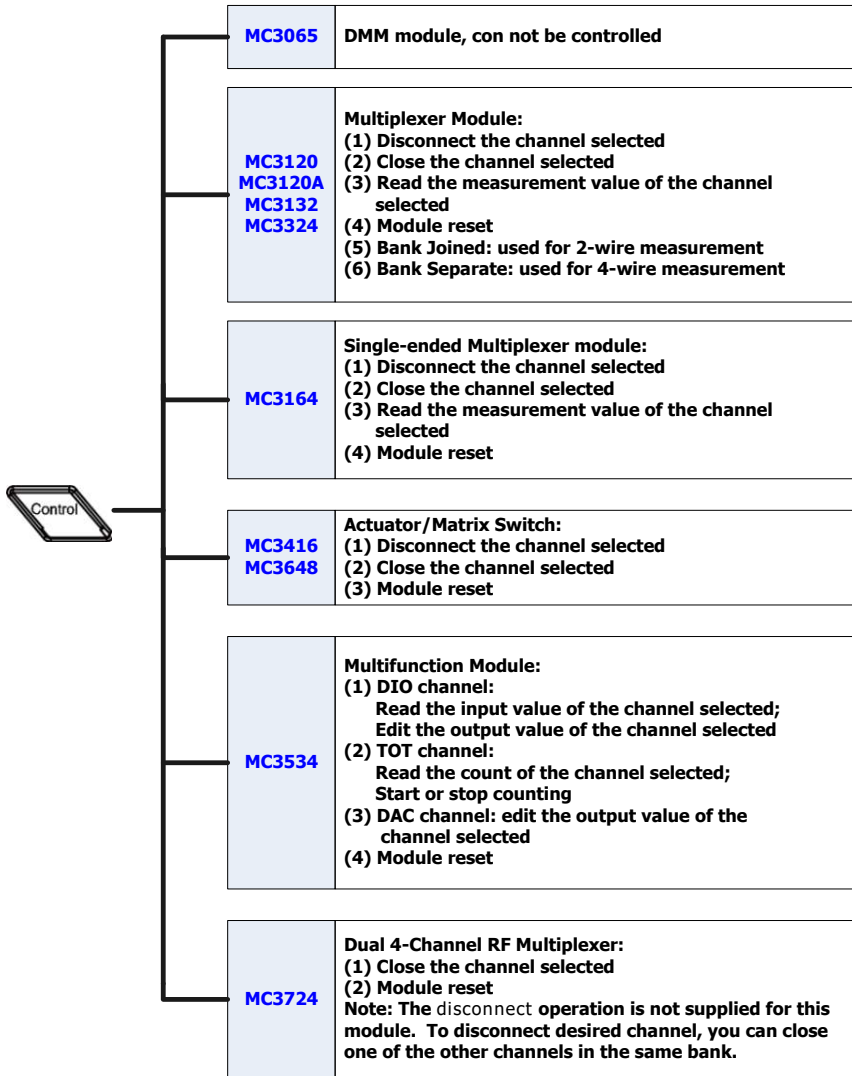 MC3065
DMM module, con not be controlled
MC3120
MC3120A
MC3132
MC3324
Multiplexer Module:
(1) Disconnect the channel selected
(2) Close the channel selected
(3) Read the measurement value of the channel
selected
(4) Module reset
(5) Bank Joined: used for 2-wire measurement
(6) Bank Separate: used for 4-wire measurement
MC3164
Single-ended Multiplexer module:
(1) Disconnect the channel selected
(2) Close the channel selected
(3) Read the measurement value of the channel
selected
(4) Module reset
Control
MC3416
MC3648
Actuator/Matrix Switch:
(1) Disconnect the channel selected
(2) Close the channel selected
(3) Module reset
MC3534
Multifunction Module:
(1) DIO channel:
Read the input value of the channel selected;
Edit the output value of the channel selected
(2) TOT channel:
Read the count of the channel selected;
Start or stop counting
(3) DAC channel: edit the output value of the
channel selected
(4) Module reset
MC3724
Dual 4-Channel RF Multiplexer:
(1) Close the channel selected
(2) Module reset
Note: The disconnect operation is not supplied for this
module. To disconnect desired channel, you can close
one of the other channels in the same bank.